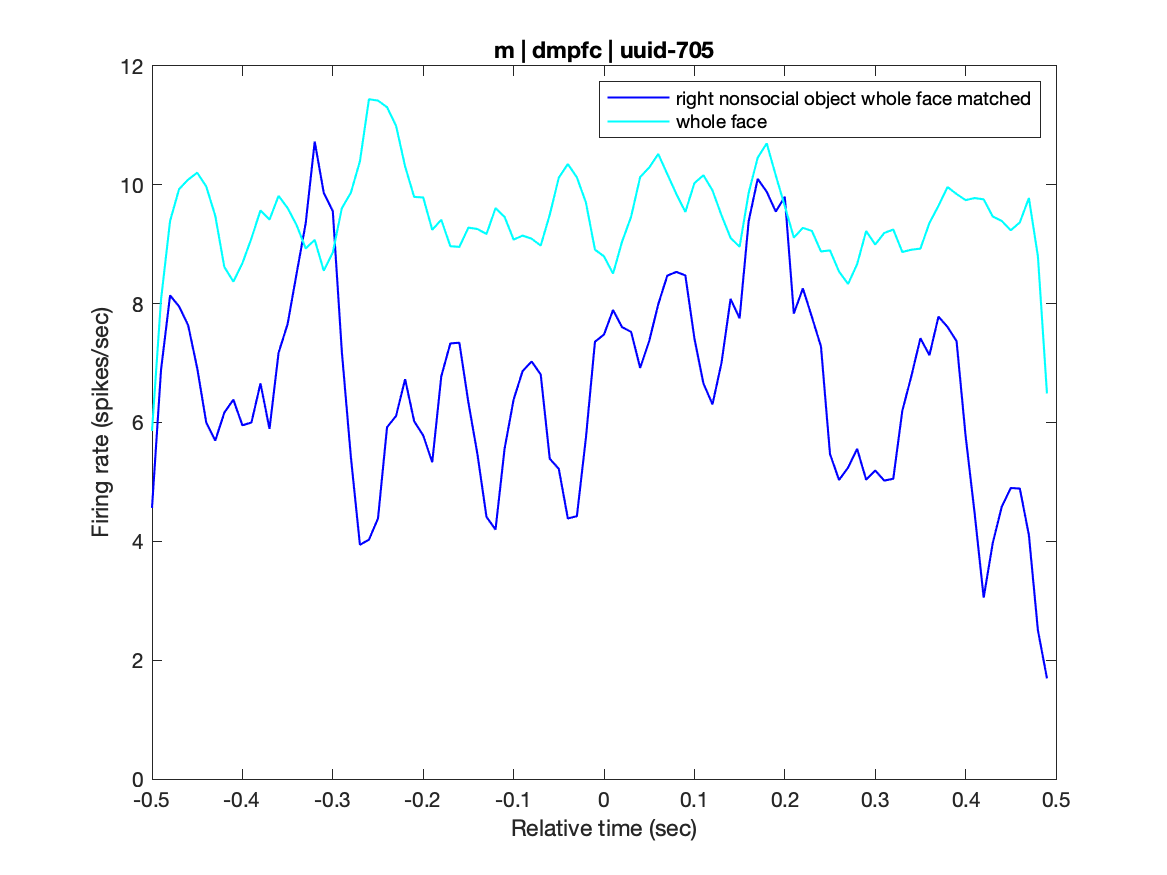 m | dmpfc | uuid-705
right nonsocial object whole face matched
whole face
Firing rate (spikes/sec)
12
10
8
6
4
2
0
-0.5 -0.4 -0.3 -0.2 -0.1 0 0.1 0.2 0.3 0.4 0.5
Relative time (sec)